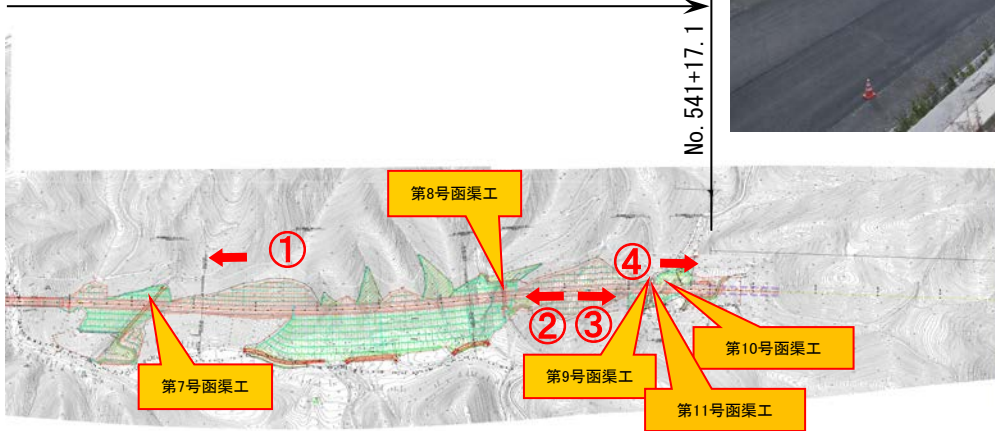 No. 541+17.1
第8号函渠工
①
④
②
③
第10号函渠工
第9号函渠工
第7号函渠工
第11号函渠工